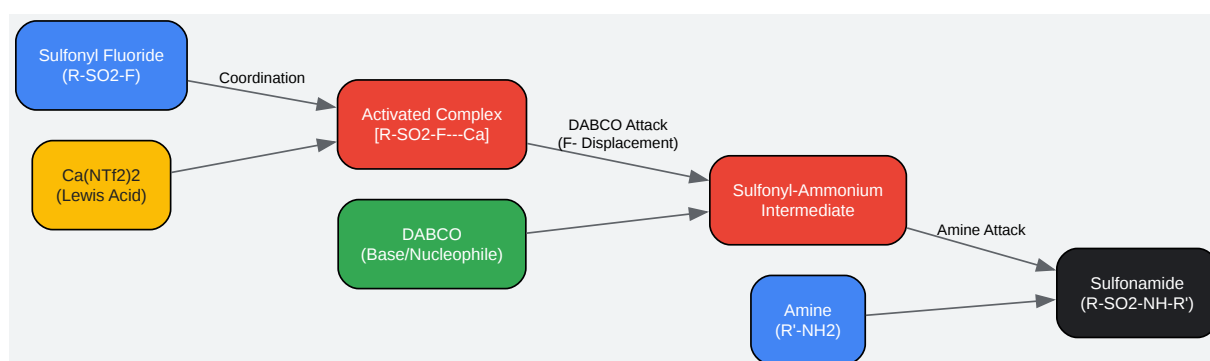 Sulfonyl Fluoride
(R-SO2-F)
Coordination
Ca(NTf2)2
(Lewis Acid)
Activated Complex
[R-SO2-F---Ca]
DABCO Attack
(F- Displacement)
DABCO
(Base/Nucleophile)
Sulfonyl-Ammonium
Intermediate
Amine Attack
Amine
(R'-NH2)
Sulfonamide
(R-SO2-NH-R')